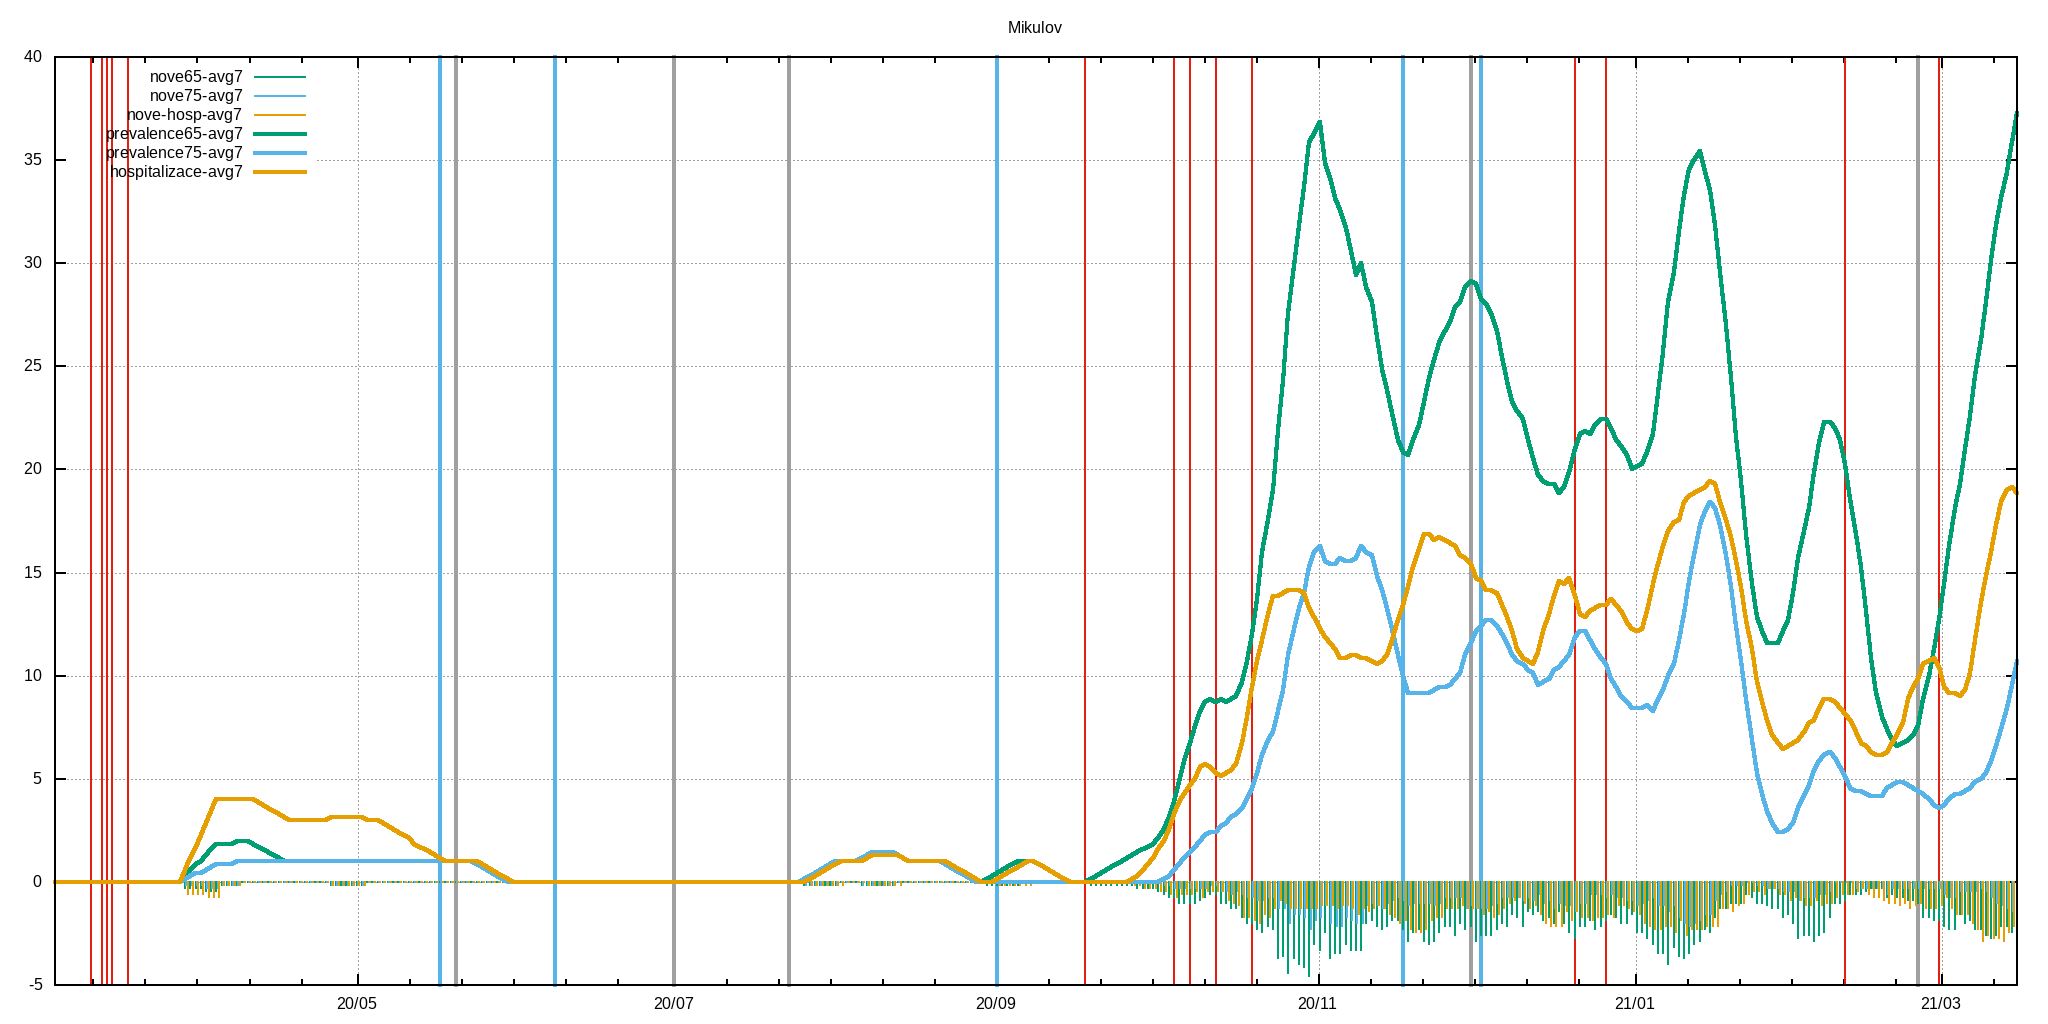 Mikulov
40
35
30
25
20
15
10
5
0
-5
nove65-avg7
nove75-avg7
nove-hosp-avg7
prevalence65-avg7
prevalence75-avg7
hospitalizace-avg7
20/05 20/07 20/09 20/11 21/01 21/03